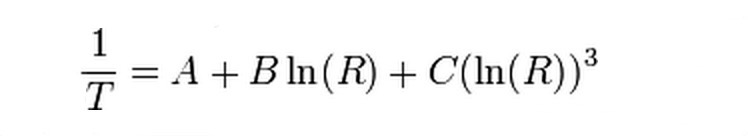 1/T = A + B ln(R) + C(ln(R))³